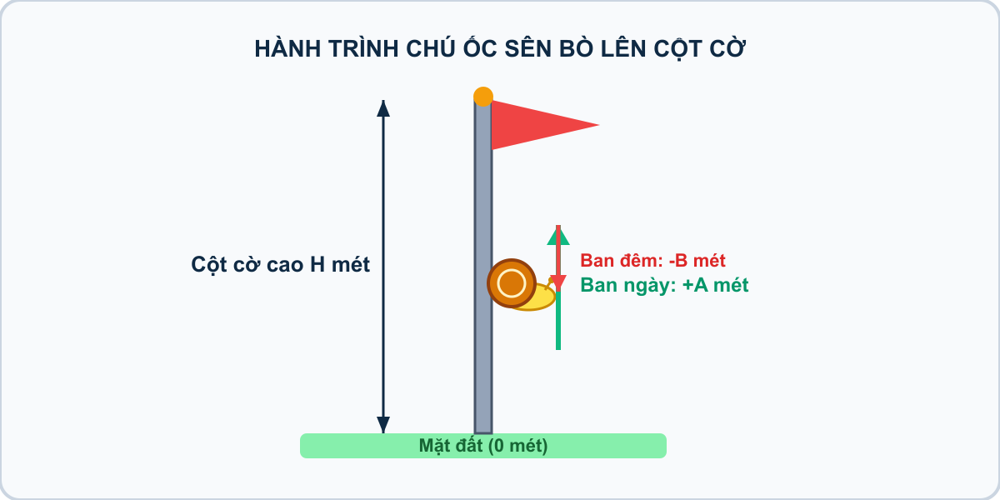 HÀNH TRÌNH CHÚ ỐC SÊN BÒ LÊN CỘT CỜ
Cột cờ cao H mét
Ban đêm: -B mét
Ban ngày: +A mét
Mặt đất (0 mét)